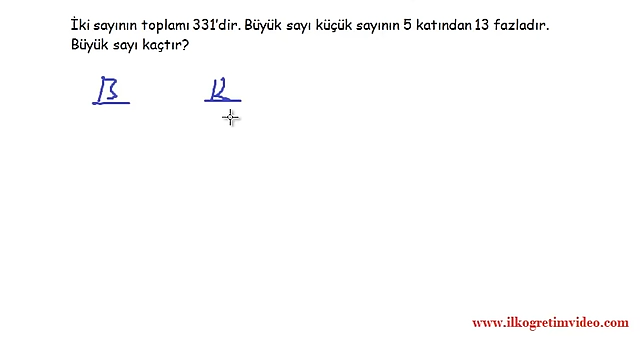 İki sayının toplamı 331'dir. Büyük sayı küçük sayının 5 katından 13 fazladır.
Büyük sayı kaçtır?
B K
www.ilkogretimvideo.com